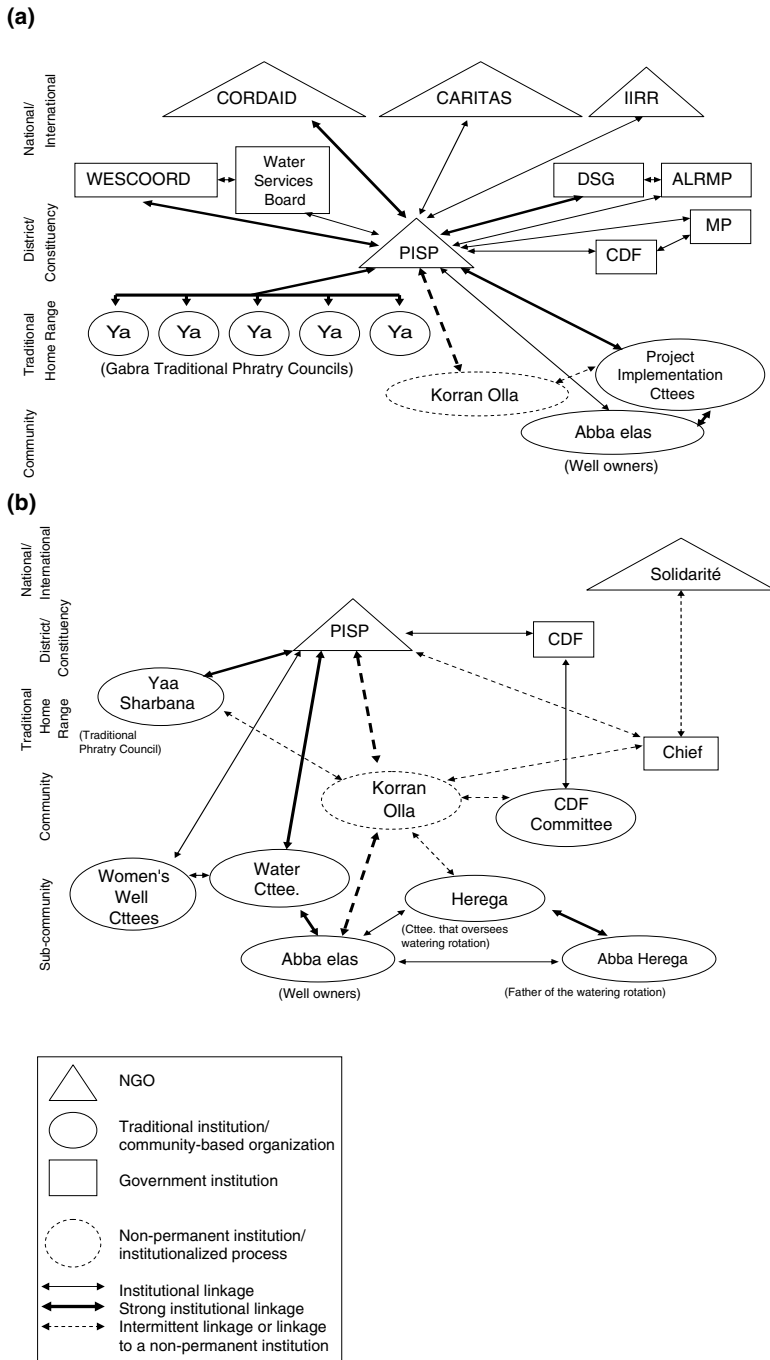 (a)
National/
International
CORDAID
CARITAS
IIRR
WESCOORD
Water
Services
Board
DSG
ALRMP
MP
District/
Constituency
PISP
CDF
Traditional
Home Range
Ya
Ya
Ya
Ya
Ya
(Gabra Traditional Phratry Councils)
Project
Implementation
Cttees
Korran Olla
Community
Abba elas
(Well owners)
(b)
National/
International
Solidarité
District/
Constituency
PISP
CDF
Traditional
Home
Range
Yaa
Sharbana
(Traditional
Phratry Council)
Chief
Community
Korran
Olla
CDF
Committee
Sub-community
Women's
Well
Cttees
Water
Cttee.
Herega
(Cttee. that oversees
watering rotation)
Abba elas
(Well owners)
Abba Herega
(Father of the watering rotation)
NGO
Traditional institution/
community-based organization
Government institution
Non-permanent institution/
institutionalized process
Institutional linkage
Strong institutional linkage
Intermittent linkage or linkage
to a non-permanent institution